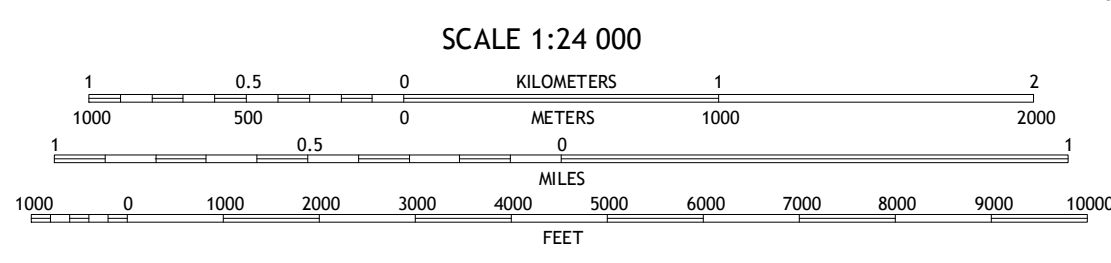 SCALE 1:24 000
1 0.5 0 KILOMETERS 1 2
1000 500 0 METERS 1000 2000
1 0.5 0 1
MILES
1000 0 1000 2000 3000 4000 5000 6000 7000 8000 9000 10000
FEET